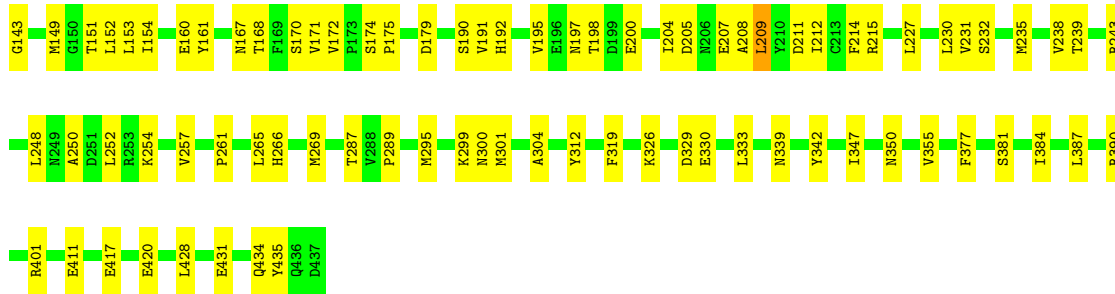 G143 M149 G150 T151 L152 L153 I154 E160 Y161 N167 T168 F169 S170 V171 V172 P173 S174 P175 D179 S190 V191 H192 V195 E196 N197 T198 D199 E200 I204 D205 N206 E207 A208 L209 Y210 D211 I212 C213 F214 R215 L227 L230 V231 S232 M235 V238 T239 R243
L248 N249 A250 D251 L252 R253 K254 V257 P261 L265 H266 M269 T287 V288 P289 M295 K299 N300 M301 A304 Y312 F319 K326 D329 E330 L333 N339 Y342 I347 N350 V355 F377 S381 I384 L387 R390
R401 E411 E417 E420 L428 E431 Q434 Y435 Q436 D437